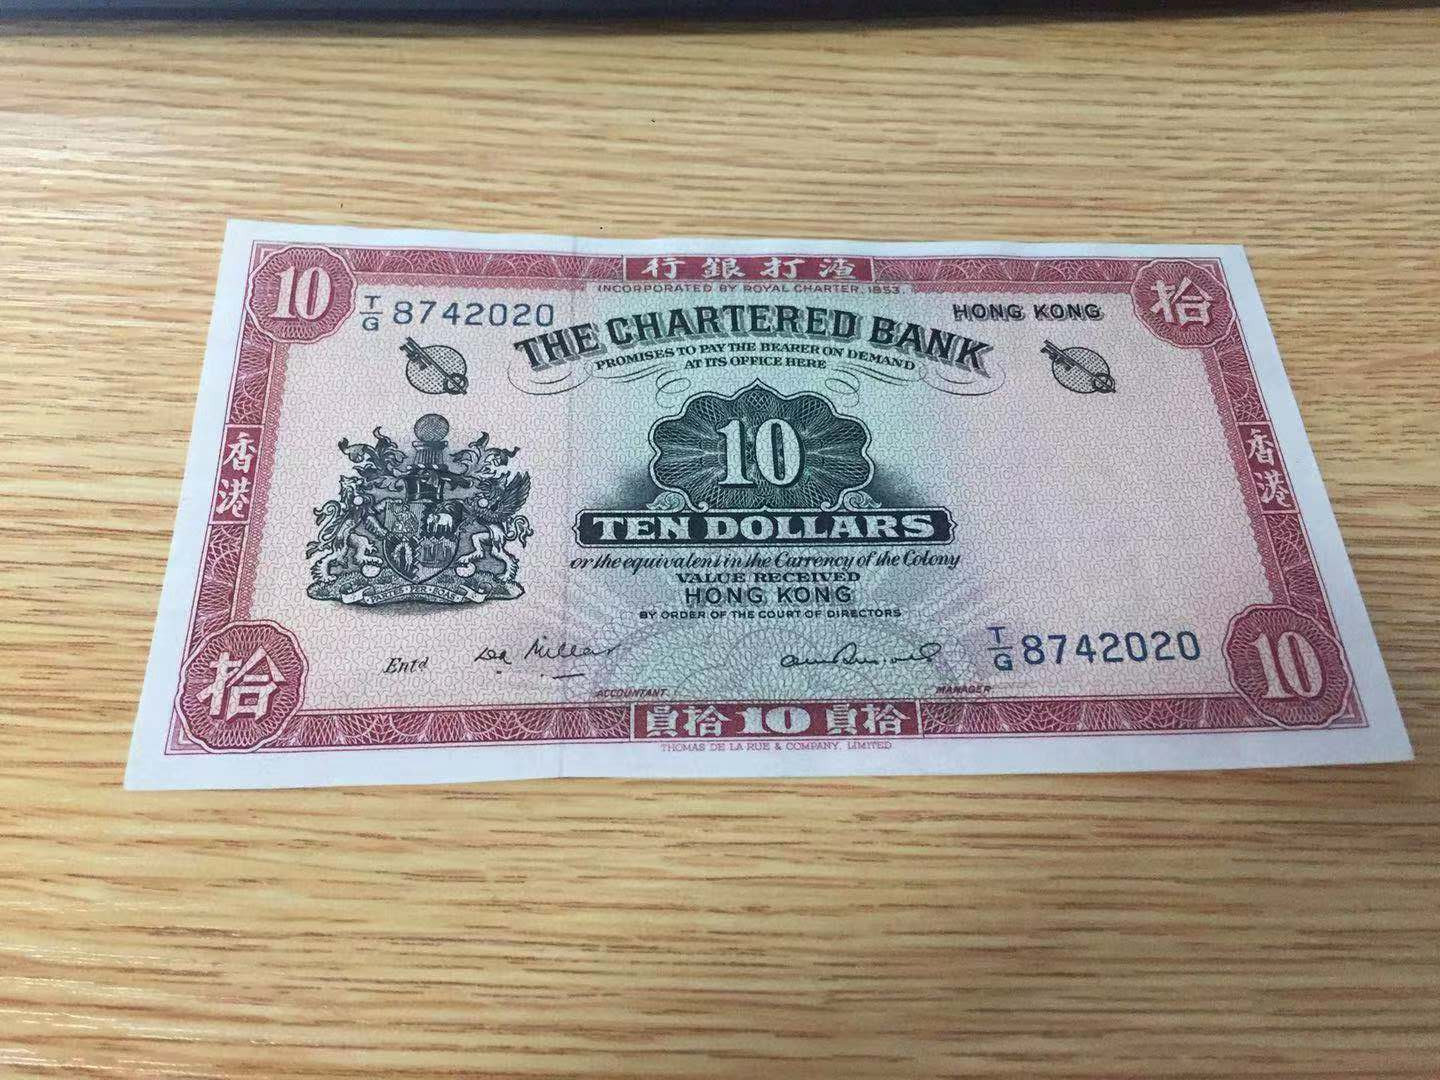 行銀打渣
INCORPORATED BY ROYAL CHARTER, 1853.
10
T/G 8742020
HONG KONG
拾
THE CHARTERED BANK
PROMISES TO PAY THE BEARER ON DEMAND
AT ITS OFFICE HERE
10
香港
香港
TEN DOLLARS
or the equivalent in the Currency of the Colony
VALUE RECEIVED
HONG KONG
BY ORDER OF THE COURT OF DIRECTORS
Ent'd
T/G 8742020
ACCOUNTANT
MANAGER
拾
10
員拾 10 員拾
THOMAS DE LA RUE & COMPANY, LIMITED